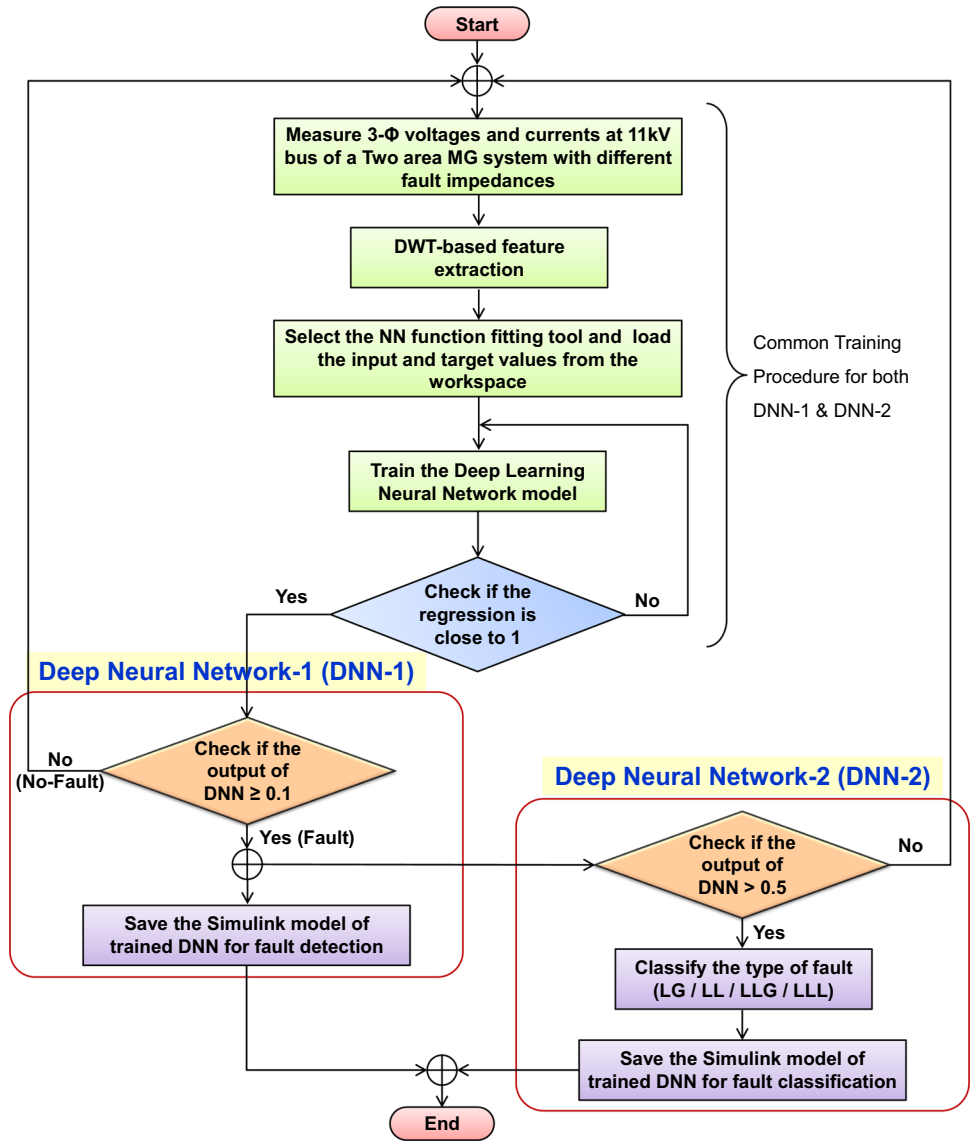 Start
Measure 3-Φ voltages and currents at 11kV
bus of a Two area MG system with different
fault impedances
DWT-based feature
extraction
Select the NN function fitting tool and load
the input and target values from the
workspace
Common Training
Procedure for both
DNN-1 & DNN-2
Train the Deep Learning
Neural Network model
Check if the
regression is
close to 1
Yes
No
Deep Neural Network-1 (DNN-1)
Check if the
output of
DNN ≥ 0.1
No
(No-Fault)
Yes (Fault)
Save the Simulink model of
trained DNN for fault detection
Deep Neural Network-2 (DNN-2)
Check if the
output of
DNN > 0.5
No
Yes
Classify the type of fault
(LG / LL / LLG / LLL)
Save the Simulink model of
trained DNN for fault classification
End